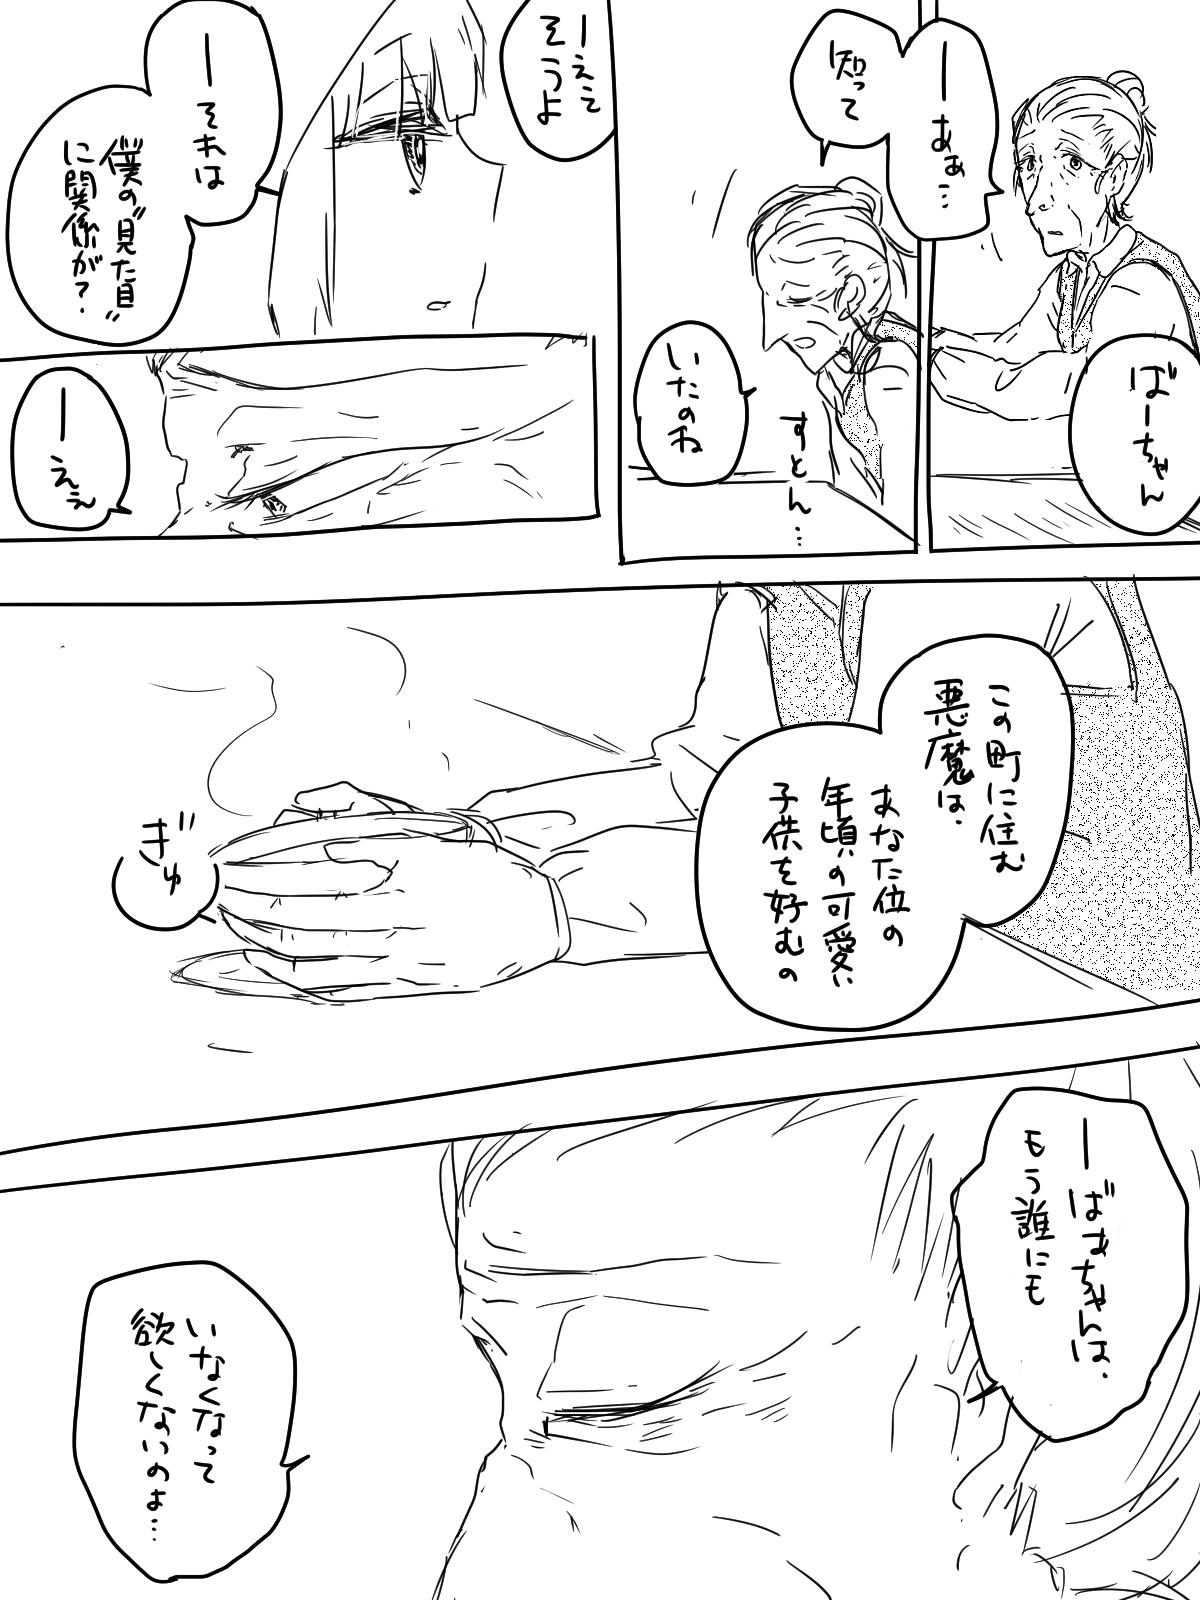 ばーちゃん
ーあぁ…
知って
いたのね
すとん…
ーええ
そうよ
ーそれは
僕の"見た目"
に関係が?
ーええ
この町に住む
悪魔は、
あなた位の
年頃の可愛い
子供を好むの
ぎゅ
ーばぁちゃんは、
もう誰にも
いなくなって
欲しくないのよ…